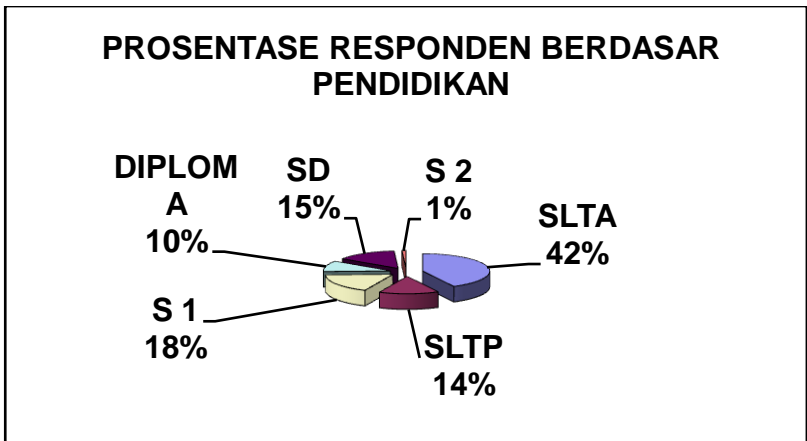 PROSENTASE RESPONDEN BERDASAR
PENDIDIKAN
DIPLOM
A
10%
SD
15%
S 2
1%
SLTA
42%
S 1
18%
SLTP
14%